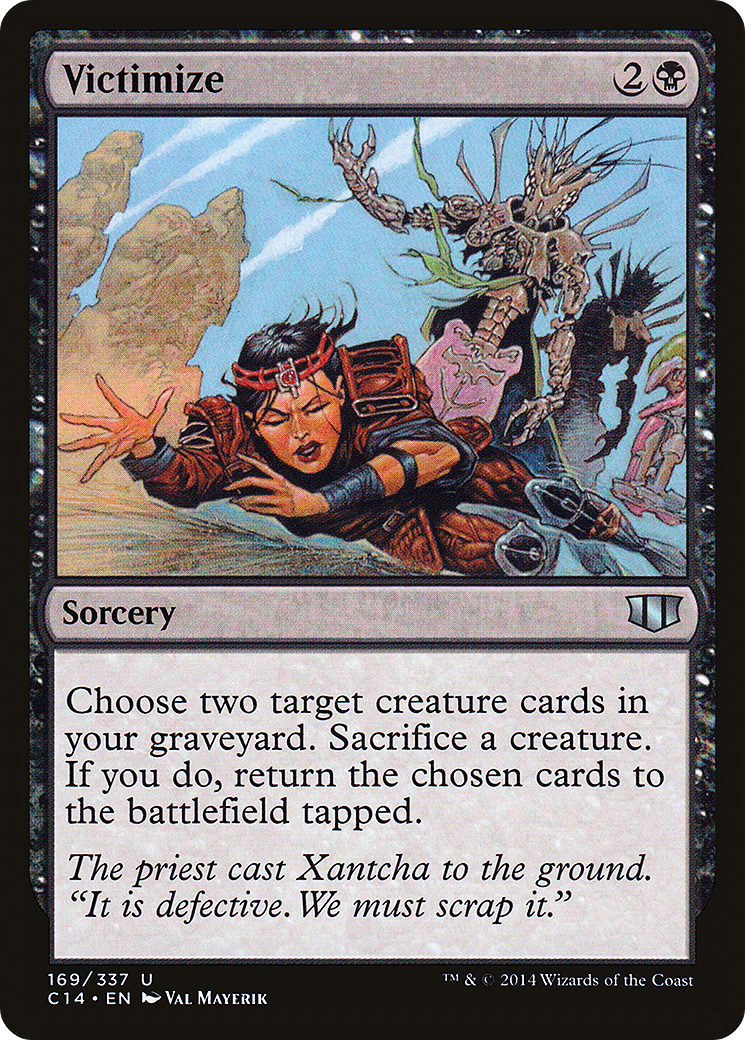 Victimize 2
Sorcery
Choose two target creature cards in
your graveyard. Sacrifice a creature.
If you do, return the chosen cards to
the battlefield tapped.
The priest cast Xantcha to the ground.
“It is defective. We must scrap it.”
169/337 U
C14 • EN Val Mayerik
™ & © 2014 Wizards of the Coast